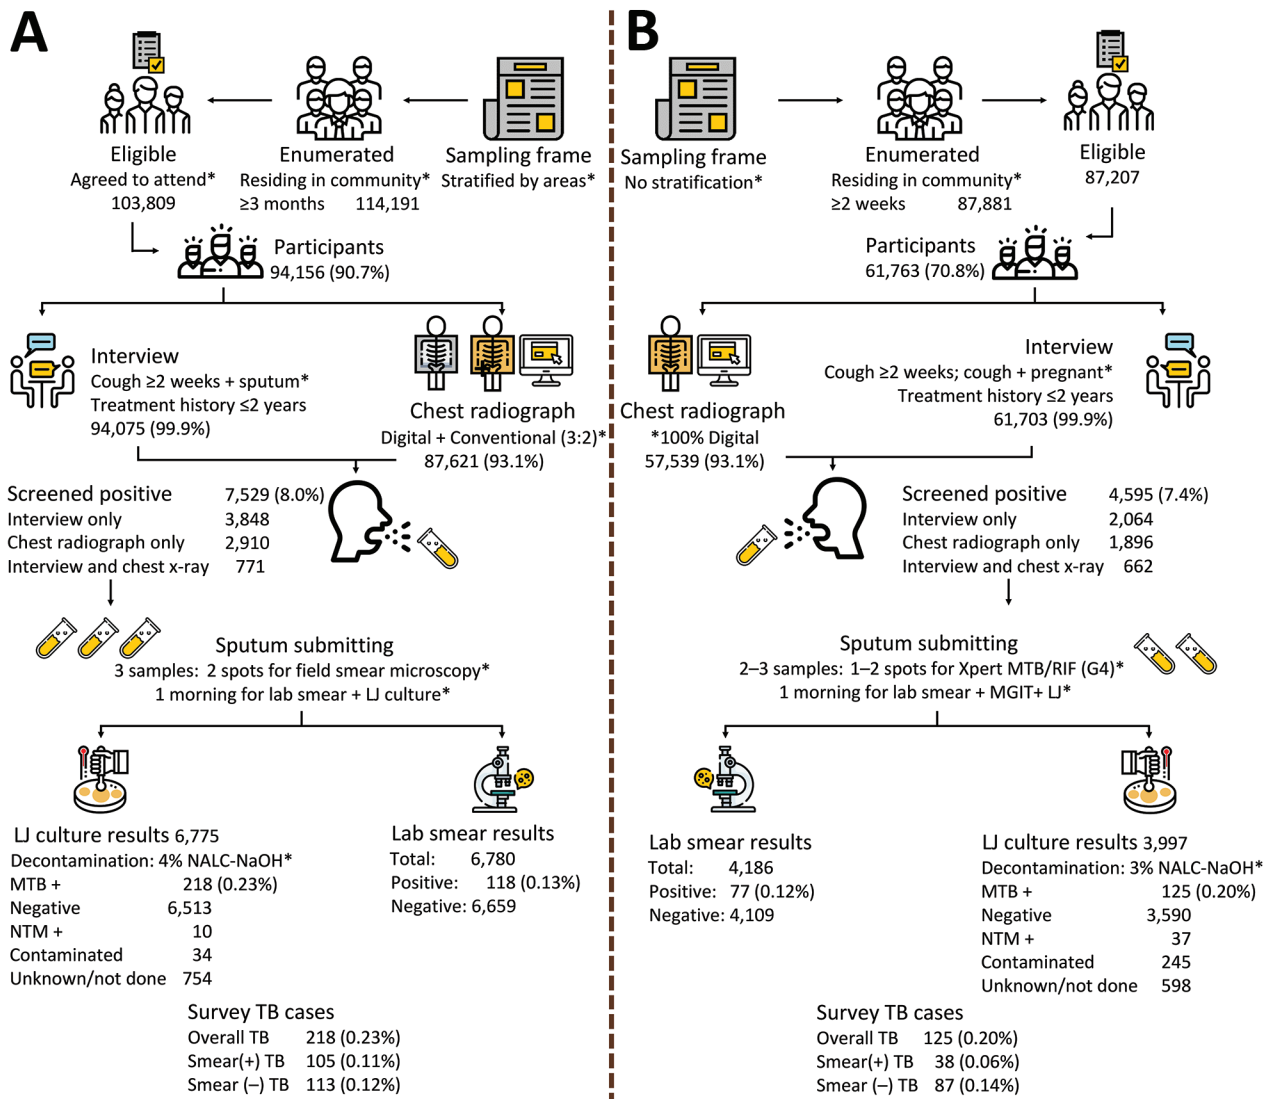 A
Eligible
Agreed to attend*
103,809
Enumerated
Residing in community*
≥3 months 114,191
Sampling frame
Stratified by areas*
Participants
94,156 (90.7%)
Interview
Cough ≥2 weeks + sputum*
Treatment history ≤2 years
94,075 (99.9%)
Chest radiograph
Digital + Conventional (3:2)*
87,621 (93.1%)
Screened positive 7,529 (8.0%)
Interview only 3,848
Chest radiograph only 2,910
Interview and chest x-ray 771
Sputum submitting
3 samples: 2 spots for field smear microscopy*
1 morning for lab smear + LJ culture*
LJ culture results 6,775
Decontamination: 4% NALC-NaOH*
MTB + 218 (0.23%)
Negative 6,513
NTM + 10
Contaminated 34
Unknown/not done 754
Lab smear results
Total: 6,780
Positive: 118 (0.13%)
Negative: 6,659
Survey TB cases
Overall TB 218 (0.23%)
Smear(+) TB 105 (0.11%)
Smear (–) TB 113 (0.12%)
B
Sampling frame
No stratification*
Enumerated
Residing in community*
≥2 weeks 87,881
Eligible
87,207
Participants
61,763 (70.8%)
Chest radiograph
*100% Digital
57,539 (93.1%)
Interview
Cough ≥2 weeks; cough + pregnant*
Treatment history ≤2 years
61,703 (99.9%)
Screened positive 4,595 (7.4%)
Interview only 2,064
Chest radiograph only 1,896
Interview and chest x-ray 662
Sputum submitting
2–3 samples: 1–2 spots for Xpert MTB/RIF (G4)*
1 morning for lab smear + MGIT+ LJ*
Lab smear results
Total: 4,186
Positive: 77 (0.12%)
Negative: 4,109
LJ culture results 3,997
Decontamination: 3% NALC-NaOH*
MTB + 125 (0.20%)
Negative 3,590
NTM + 37
Contaminated 245
Unknown/not done 598
Survey TB cases
Overall TB 125 (0.20%)
Smear(+) TB 38 (0.06%)
Smear (–) TB 87 (0.14%)